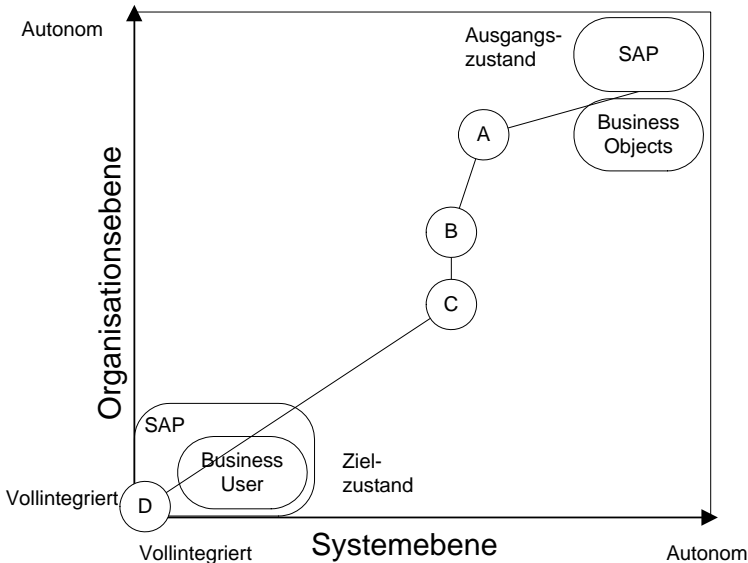 Autonom
Ausgangs-
zustand
SAP
Business
Objects
A
B
C
Organisationsebene
SAP
Business
User
Ziel-
zustand
Vollintegriert
D
Vollintegriert
Systemebene
Autonom